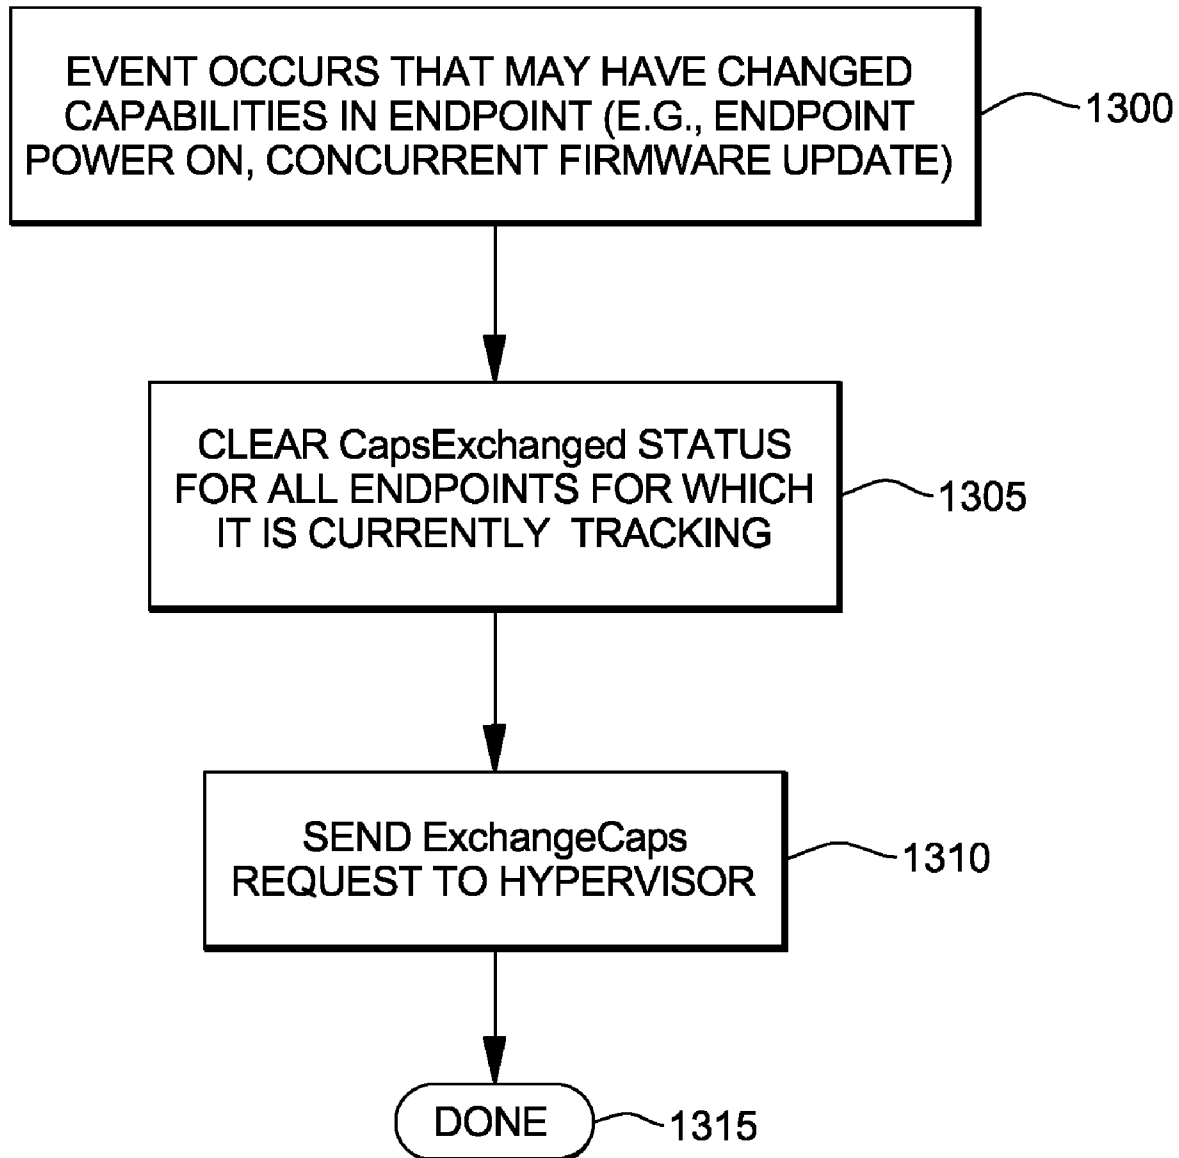 EVENT OCCURS THAT MAY HAVE CHANGED
CAPABILITIES IN ENDPOINT (E.G., ENDPOINT
POWER ON, CONCURRENT FIRMWARE UPDATE)
1300
CLEAR CapsExchanged STATUS
FOR ALL ENDPOINTS FOR WHICH
IT IS CURRENTLY TRACKING
1305
SEND ExchangeCaps
REQUEST TO HYPERVISOR
1310
DONE
1315